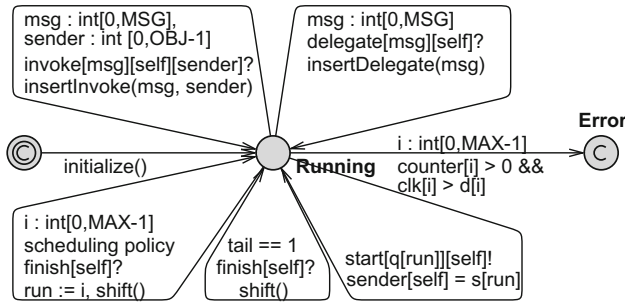 msg : int[0,MSG],
sender : int [0,OBJ-1]
invoke[msg][self][sender]?
insertInvoke(msg, sender)
msg : int[0,MSG]
delegate[msg][self]?
insertDelegate(msg)
Error
C
initialize()
Running
i : int[0,MAX-1]
counter[i] > 0 &&
clk[i] > d[i]
C
i : int[0,MAX-1]
scheduling policy
finish[self]?
run := i, shift()
tail == 1
finish[self]?
shift()
start[q[run]][self]!
sender[self] = s[run]